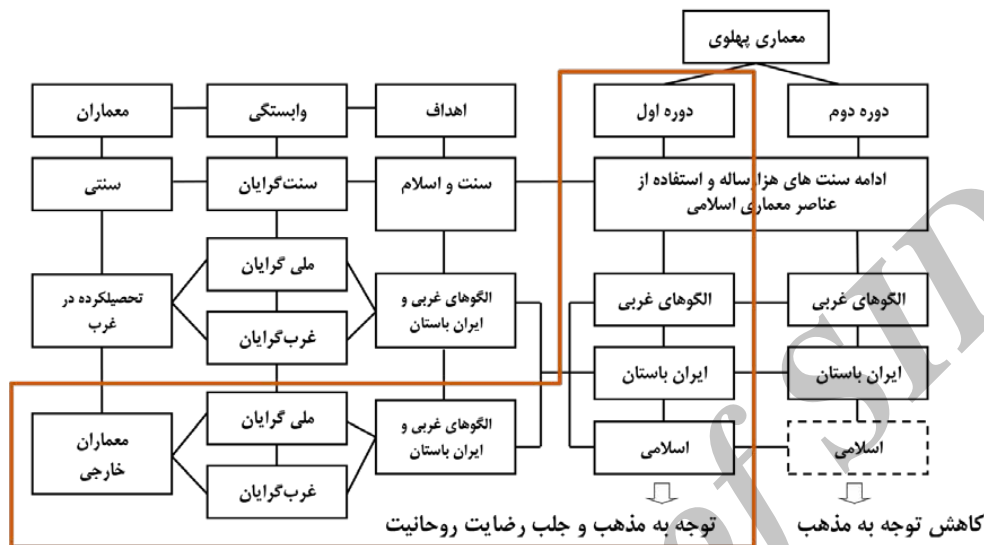 معماری پهلوی
دوره دوم
دوره اول
اهداف
وابستگی
معماران
ادامه سنت های هزارساله و استفاده از
عناصر معماری اسلامی
سنت و اسلام
سنت‌گرایان
سنتی
الگوهای غربی
الگوهای غربی
الگوهای غربی و
ایران باستان
ملی گرایان
غرب‌گرایان
تحصیلکرده در
غرب
ایران باستان
ایران باستان
اسلامی
اسلامی
الگوهای غربی و
ایران باستان
ملی گرایان
غرب‌گرایان
معماران
خارجی
کاهش توجه به مذهب
توجه به مذهب و جلب رضایت روحانیت
of SID